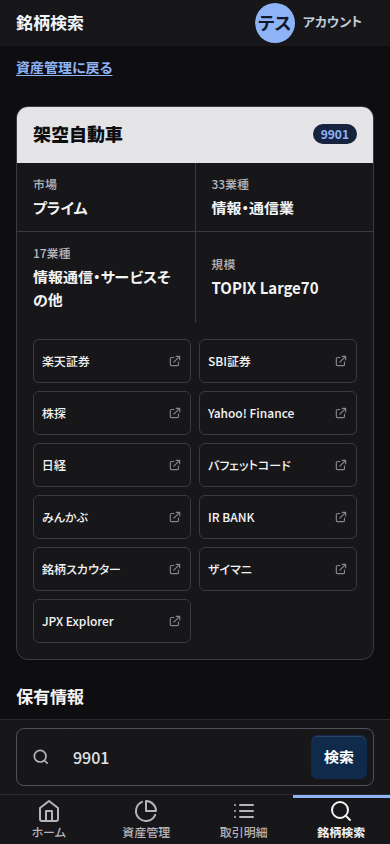 銘柄検索
テス アカウント
資産管理に戻る
架空自動車 9901
市場
プライム
33業種
情報・通信業
17業種
情報通信・サービスそ
の他
規模
TOPIX Large70
楽天証券
SBI証券
株探
Yahoo! Finance
日経
バフェットコード
みんかぶ
IR BANK
銘柄スカウター
ザイマニ
JPX Explorer
保有情報
9901 検索
ホーム 資産管理 取引明細 銘柄検索